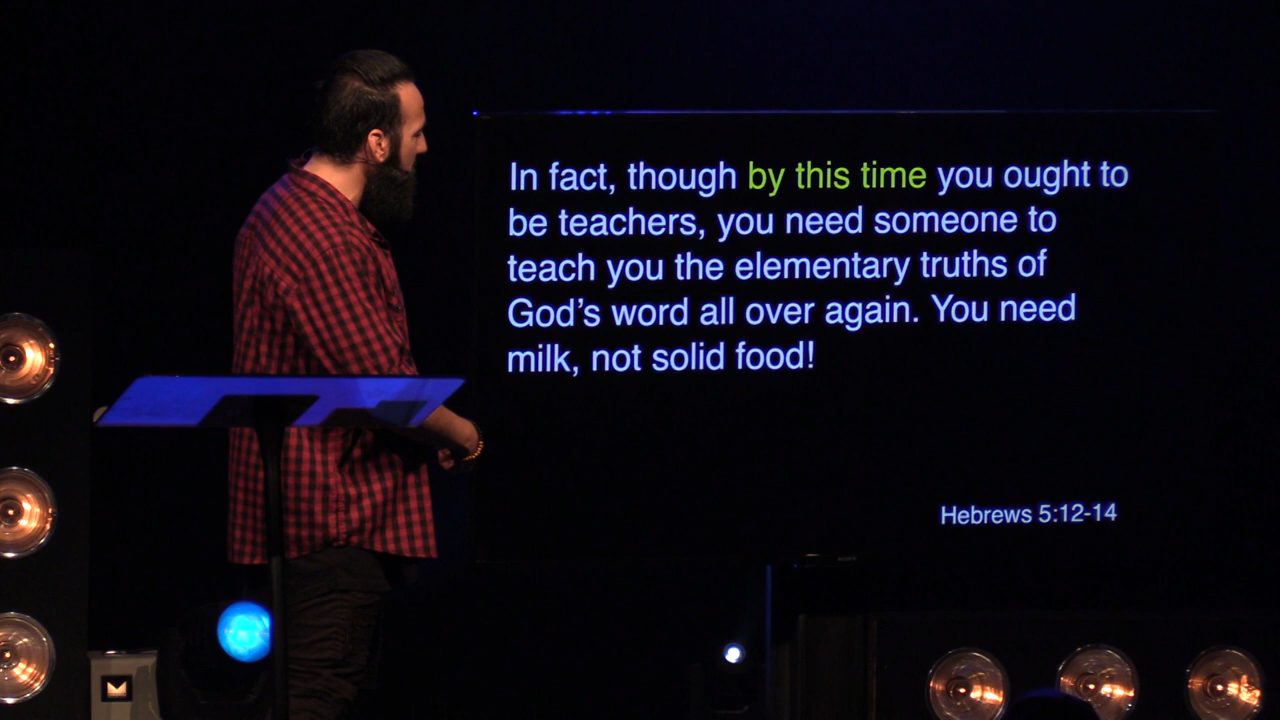 In fact, though by this time you ought to
be teachers, you need someone to
teach you the elementary truths of
God’s word all over again. You need
milk, not solid food!
Hebrews 5:12-14